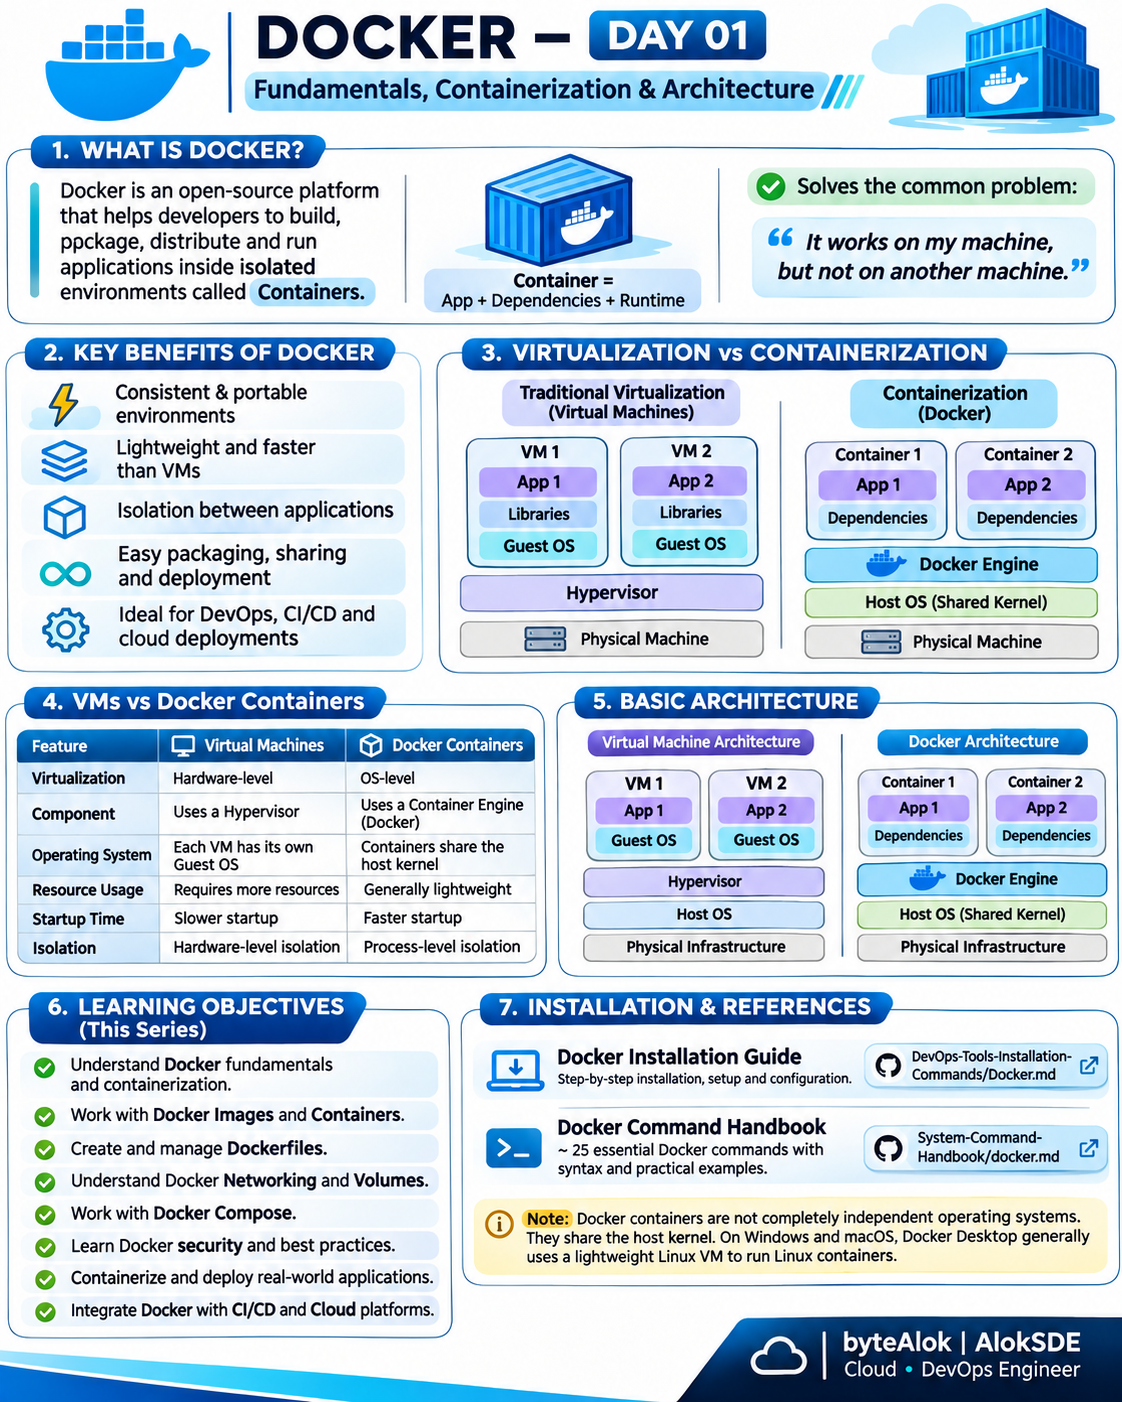 DOCKER – DAY 01
Fundamentals, Containerization & Architecture
1. WHAT IS DOCKER?
Docker is an open-source platform
that helps developers to build,
ppckage, distribute and run
applications inside isolated
environments called Containers.
Container =
App + Dependencies + Runtime
Solves the common problem:
“ It works on my machine,
but not on another machine.”
2. KEY BENEFITS OF DOCKER
Consistent & portable
environments
Lightweight and faster
than VMs
Isolation between applications
Easy packaging, sharing
and deployment
Ideal for DevOps, CI/CD and
cloud deployments
3. VIRTUALIZATION vs CONTAINERIZATION
Traditional Virtualization
(Virtual Machines)
VM 1
App 1
Libraries
Guest OS
VM 2
App 2
Libraries
Guest OS
Hypervisor
Physical Machine
Containerization
(Docker)
Container 1
App 1
Dependencies
Container 2
App 2
Dependencies
Docker Engine
Host OS (Shared Kernel)
Physical Machine
4. VMs vs Docker Containers
Feature Virtual Machines Docker Containers
Virtualization Hardware-level OS-level
Component Uses a Hypervisor Uses a Container Engine
(Docker)
Operating System Each VM has its own
Guest OS Containers share the
host kernel
Resource Usage Requires more resources Generally lightweight
Startup Time Slower startup Faster startup
Isolation Hardware-level isolation Process-level isolation
5. BASIC ARCHITECTURE
Virtual Machine Architecture
VM 1
App 1
Guest OS
VM 2
App 2
Guest OS
Hypervisor
Host OS
Physical Infrastructure
Docker Architecture
Container 1
App 1
Dependencies
Container 2
App 2
Dependencies
Docker Engine
Host OS (Shared Kernel)
Physical Infrastructure
6. LEARNING OBJECTIVES
(This Series)
Understand Docker fundamentals
and containerization.
Work with Docker Images and Containers.
Create and manage Dockerfiles.
Understand Docker Networking and Volumes.
Work with Docker Compose.
Learn Docker security and best practices.
Containerize and deploy real-world applications.
Integrate Docker with CI/CD and Cloud platforms.
7. INSTALLATION & REFERENCES
Docker Installation Guide
Step-by-step installation, setup and configuration.
DevOps-Tools-Installation-
Commands/Docker.md
Docker Command Handbook
~ 25 essential Docker commands with
syntax and practical examples.
System-Command-
Handbook/docker.md
Note: Docker containers are not completely independent operating systems.
They share the host kernel. On Windows and macOS, Docker Desktop generally
uses a lightweight Linux VM to run Linux containers.
byteAlok | AlokSDE
Cloud • DevOps Engineer